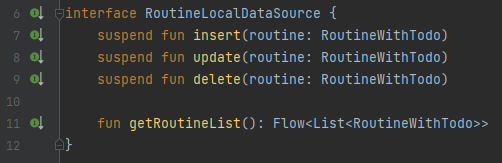 6 interface RoutineLocalDataSource {
7 suspend fun insert(routine: RoutineWithTodo)
8 suspend fun update(routine: RoutineWithTodo)
9 suspend fun delete(routine: RoutineWithTodo)
10
11 fun getRoutineList(): Flow<List<RoutineWithTodo>>
12 }